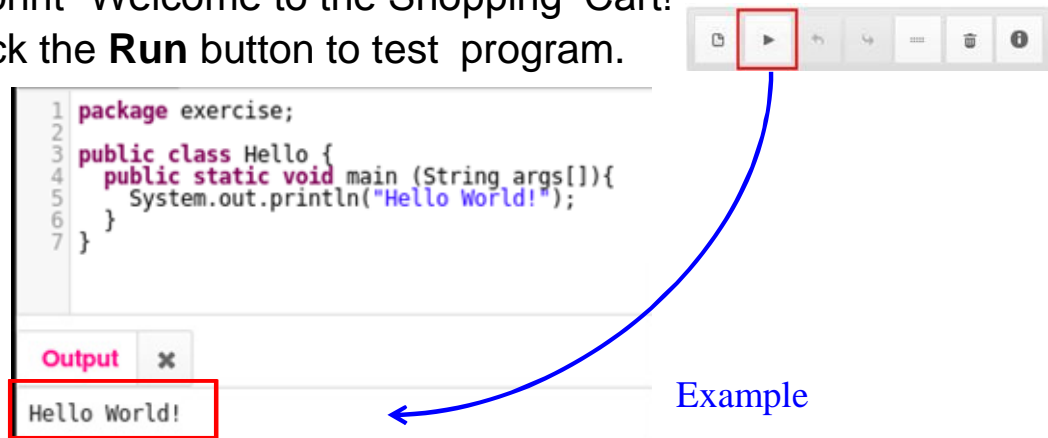 print "Welcome to the Shopping Cart!"
ck the Run button to test program.
1 package exercise;
2
3 public class Hello {
4 public static void main (String args[]){
5 System.out.println("Hello World!");
6 }
7 }
Output
Hello World!
Example